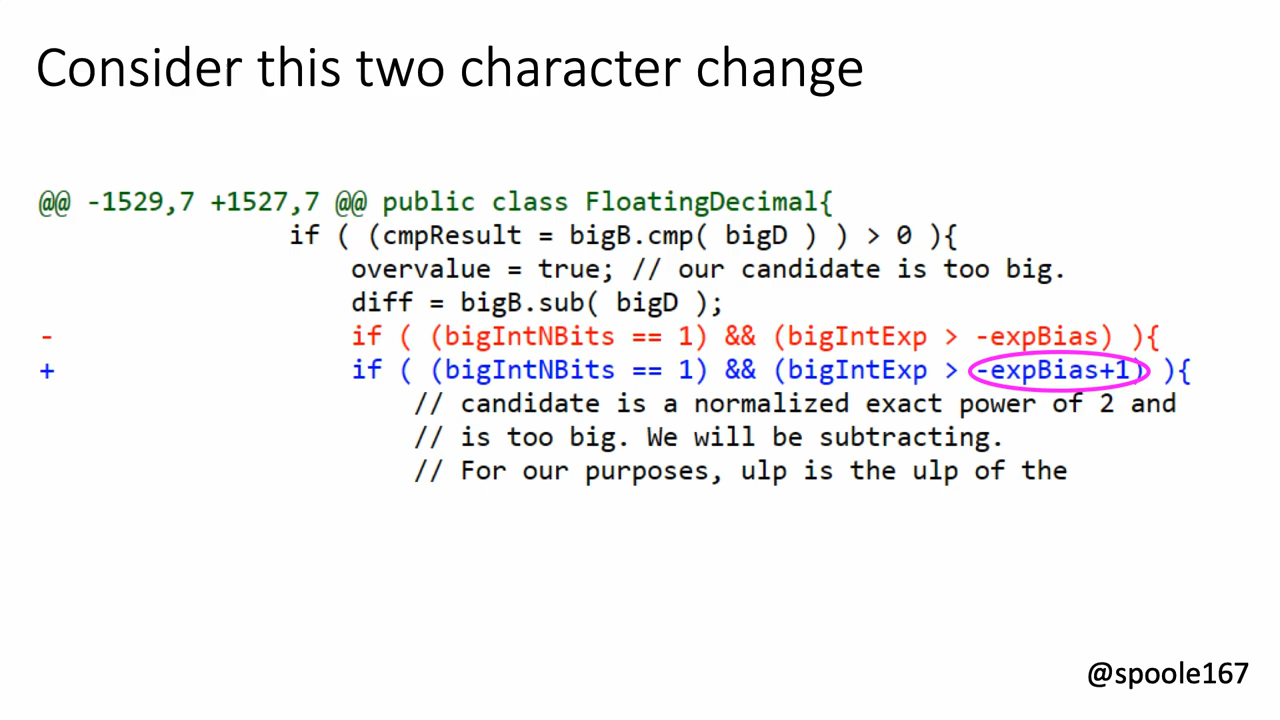 Consider this two character change
@@ -1529,7 +1527,7 @@ public class FloatingDecimal{
if ( (cmpResult = bigB.cmp( bigD ) ) > 0 ){
overvalue = true; // our candidate is too big.
diff = bigB.sub( bigD );
- if ( (bigIntNBits == 1) && (bigIntExp > -expBias) ){
+ if ( (bigIntNBits == 1) && (bigIntExp > -expBias+1) ){
// candidate is a normalized exact power of 2 and
// is too big. We will be subtracting.
// For our purposes, ulp is the ulp of the
@spoole167